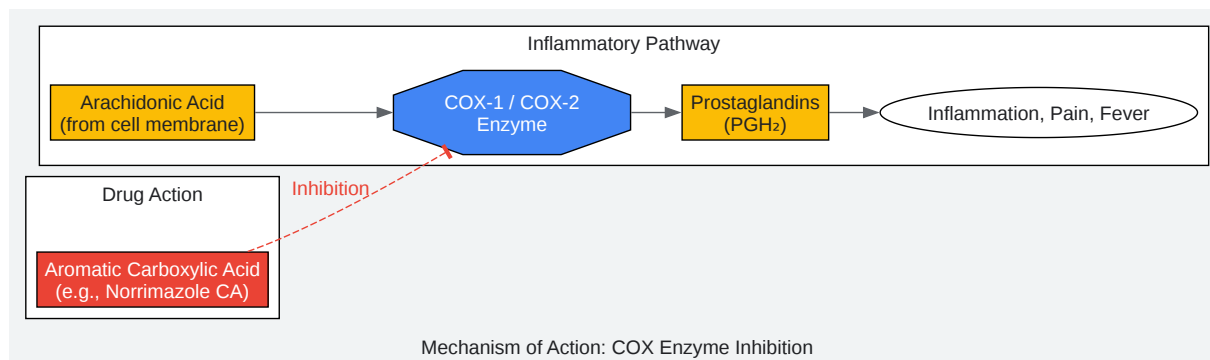 Inflammatory Pathway
Arachidonic Acid
(from cell membrane)
COX-1 / COX-2
Enzyme
Prostaglandins
(PGH₂)
Inflammation, Pain, Fever
Inhibition
Drug Action
Aromatic Carboxylic Acid
(e.g., Norrimazole CA)
Mechanism of Action: COX Enzyme Inhibition